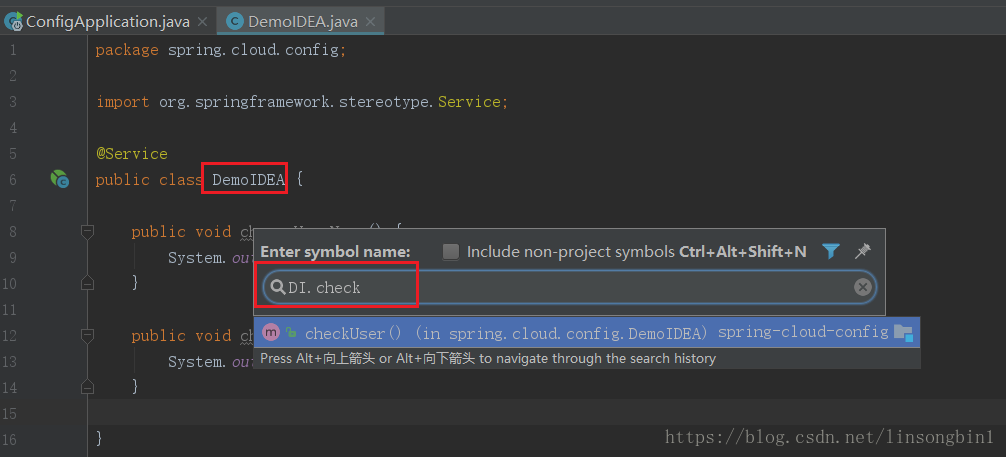 ConfigApplication.java DemoIDEA.java
1 package spring.cloud.config;
2
3 import org.springframework.stereotype.Service;
4
5 @Service
6 public class DemoIDEA {
7
8 public void ch
Enter symbol name: Include non-project symbols Ctrl+Alt+Shift+N
9 System.ou
DI.check
10 }
11
m checkUser() (in spring.cloud.config.DemoIDEA) spring-cloud-config
12 public void ch
Press Alt+向上箭头 or Alt+向下箭头 to navigate through the search history
13 System.ou
14 }
15
16 }
https://blog.csdn.net/linsongbin1